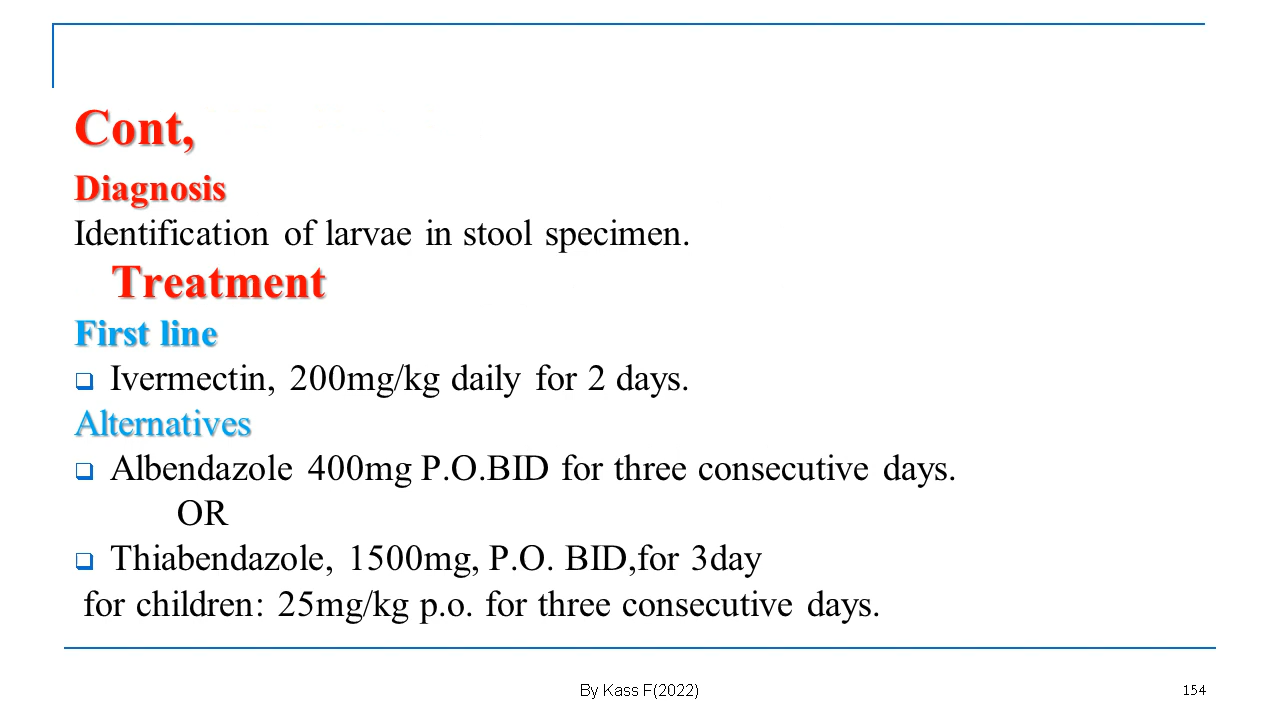 Cont,
Diagnosis
Identification of larvae in stool specimen.
Treatment
First line
Ivermectin, 200mg/kg daily for 2 days.
Alternatives
Albendazole 400mg P.O.BID for three consecutive days.
OR
Thiabendazole, 1500mg, P.O. BID,for 3day
for children: 25mg/kg p.o. for three consecutive days.
By Kass F(2022)
154